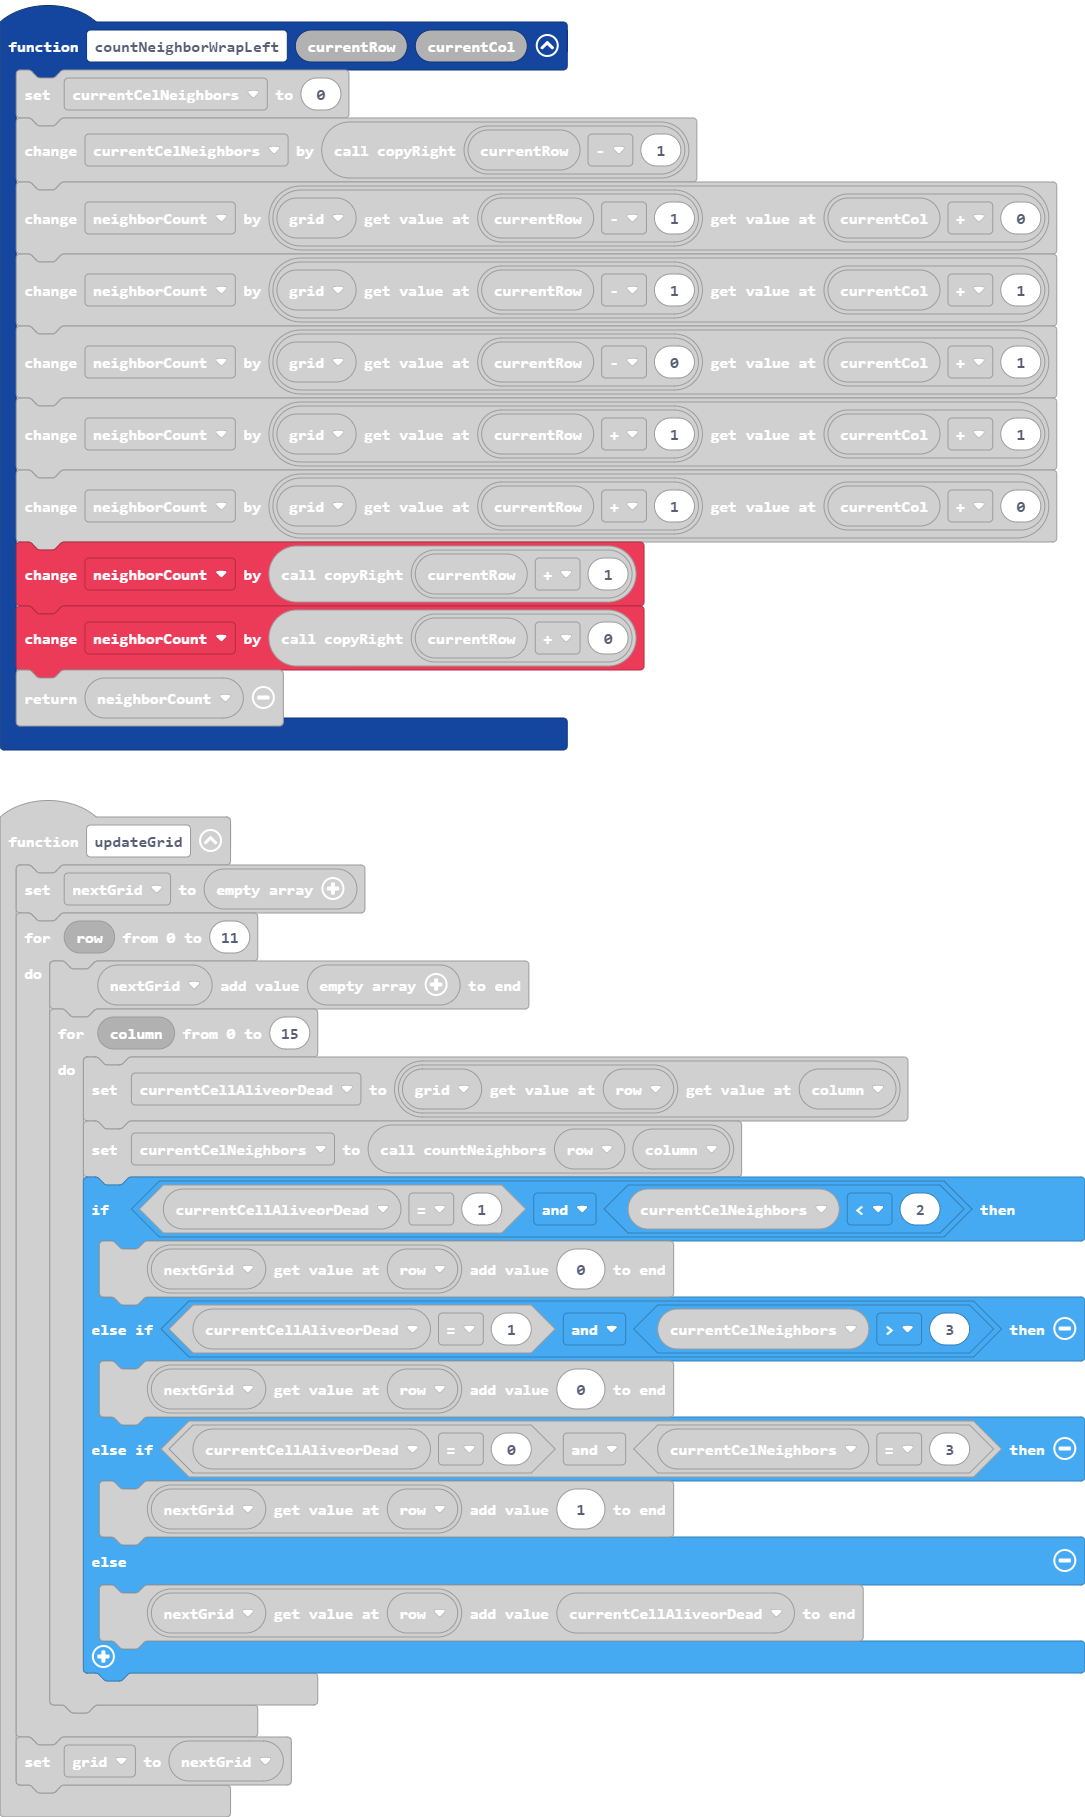 function countNeighborWrapLeft currentRow currentCol
set currentCelNeighbors to 0
change currentCelNeighbors by call copyRight currentRow - 1
change neighborCount by grid get value at currentRow - 1 get value at currentCol + 0
change neighborCount by grid get value at currentRow - 1 get value at currentCol + 1
change neighborCount by grid get value at currentRow - 0 get value at currentCol + 1
change neighborCount by grid get value at currentRow + 1 get value at currentCol + 1
change neighborCount by grid get value at currentRow + 1 get value at currentCol + 0
change neighborCount by call copyRight currentRow + 1
change neighborCount by call copyRight currentRow + 0
return neighborCount
function updateGrid
set nextGrid to empty array
for row from 0 to 11
do
nextGrid add value empty array to end
for column from 0 to 15
do
set currentCellAliveorDead to grid get value at row get value at column
set currentCelNeighbors to call countNeighbors row column
if currentCellAliveorDead = 1 and currentCelNeighbors < 2 then
nextGrid get value at row add value 0 to end
else if currentCellAliveorDead = 1 and currentCelNeighbors > 3 then
nextGrid get value at row add value 0 to end
else if currentCellAliveorDead = 0 and currentCelNeighbors = 3 then
nextGrid get value at row add value 1 to end
else
nextGrid get value at row add value currentCellAliveorDead to end
set grid to nextGrid